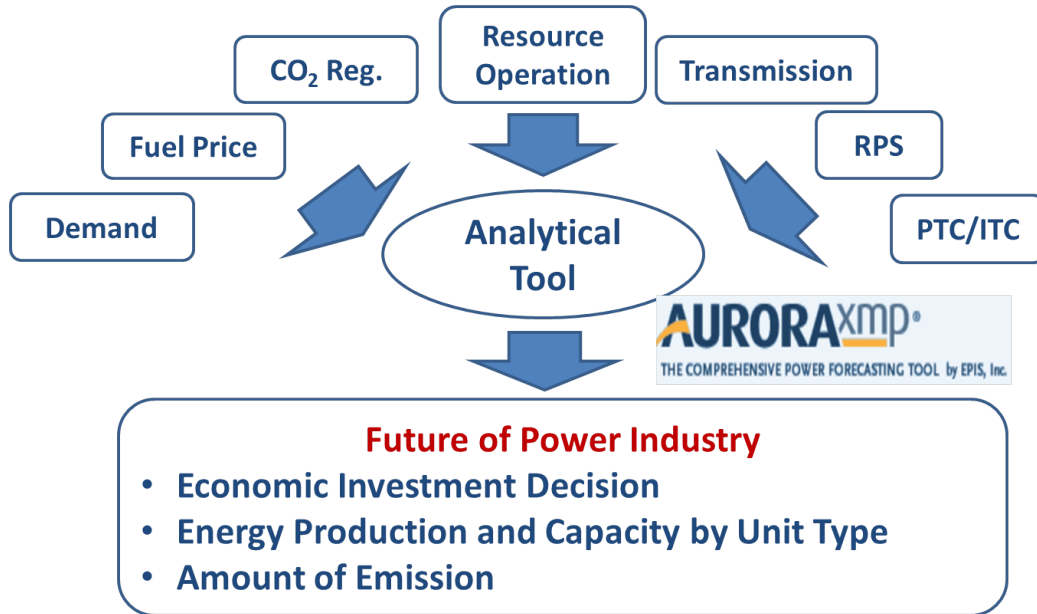 Resource
Operation
CO₂ Reg.
Transmission
Fuel Price
RPS
Demand
PTC/ITC
Analytical
Tool
AURORAxmp®
THE COMPREHENSIVE POWER FORECASTING TOOL by EPIS, Inc.
Future of Power Industry
• Economic Investment Decision
• Energy Production and Capacity by Unit Type
• Amount of Emission